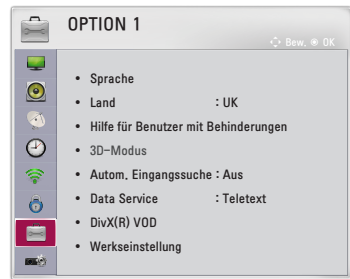 OPTION 1
Bew. OK
• Sprache
• Land : UK
• Hilfe für Benutzer mit Behinderungen
• 3D-Modus
• Autom. Eingangssuche : Aus
• Data Service : Teletext
• DivX(R) VOD
• Werkseinstellung